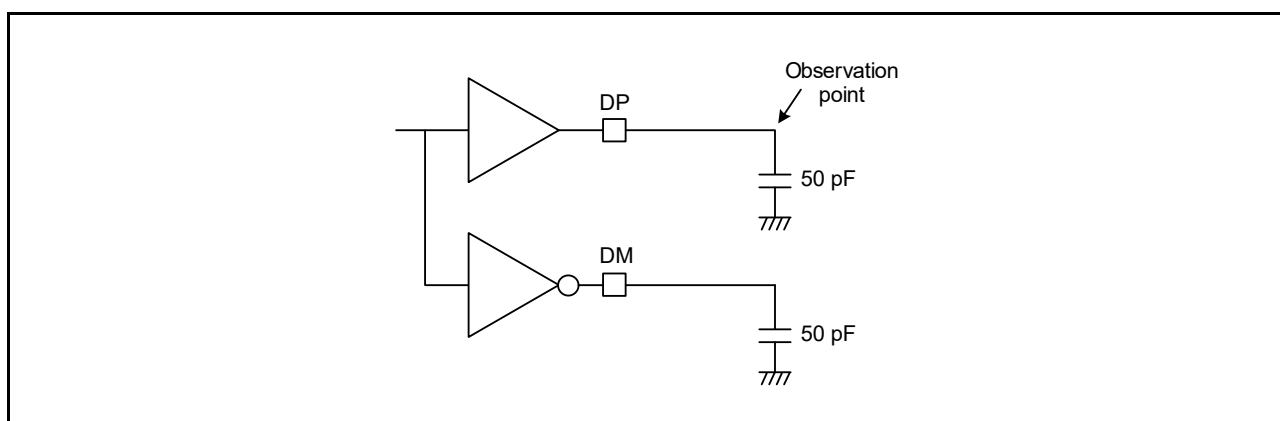 Observation
point
DP
50 pF
DM
50 pF